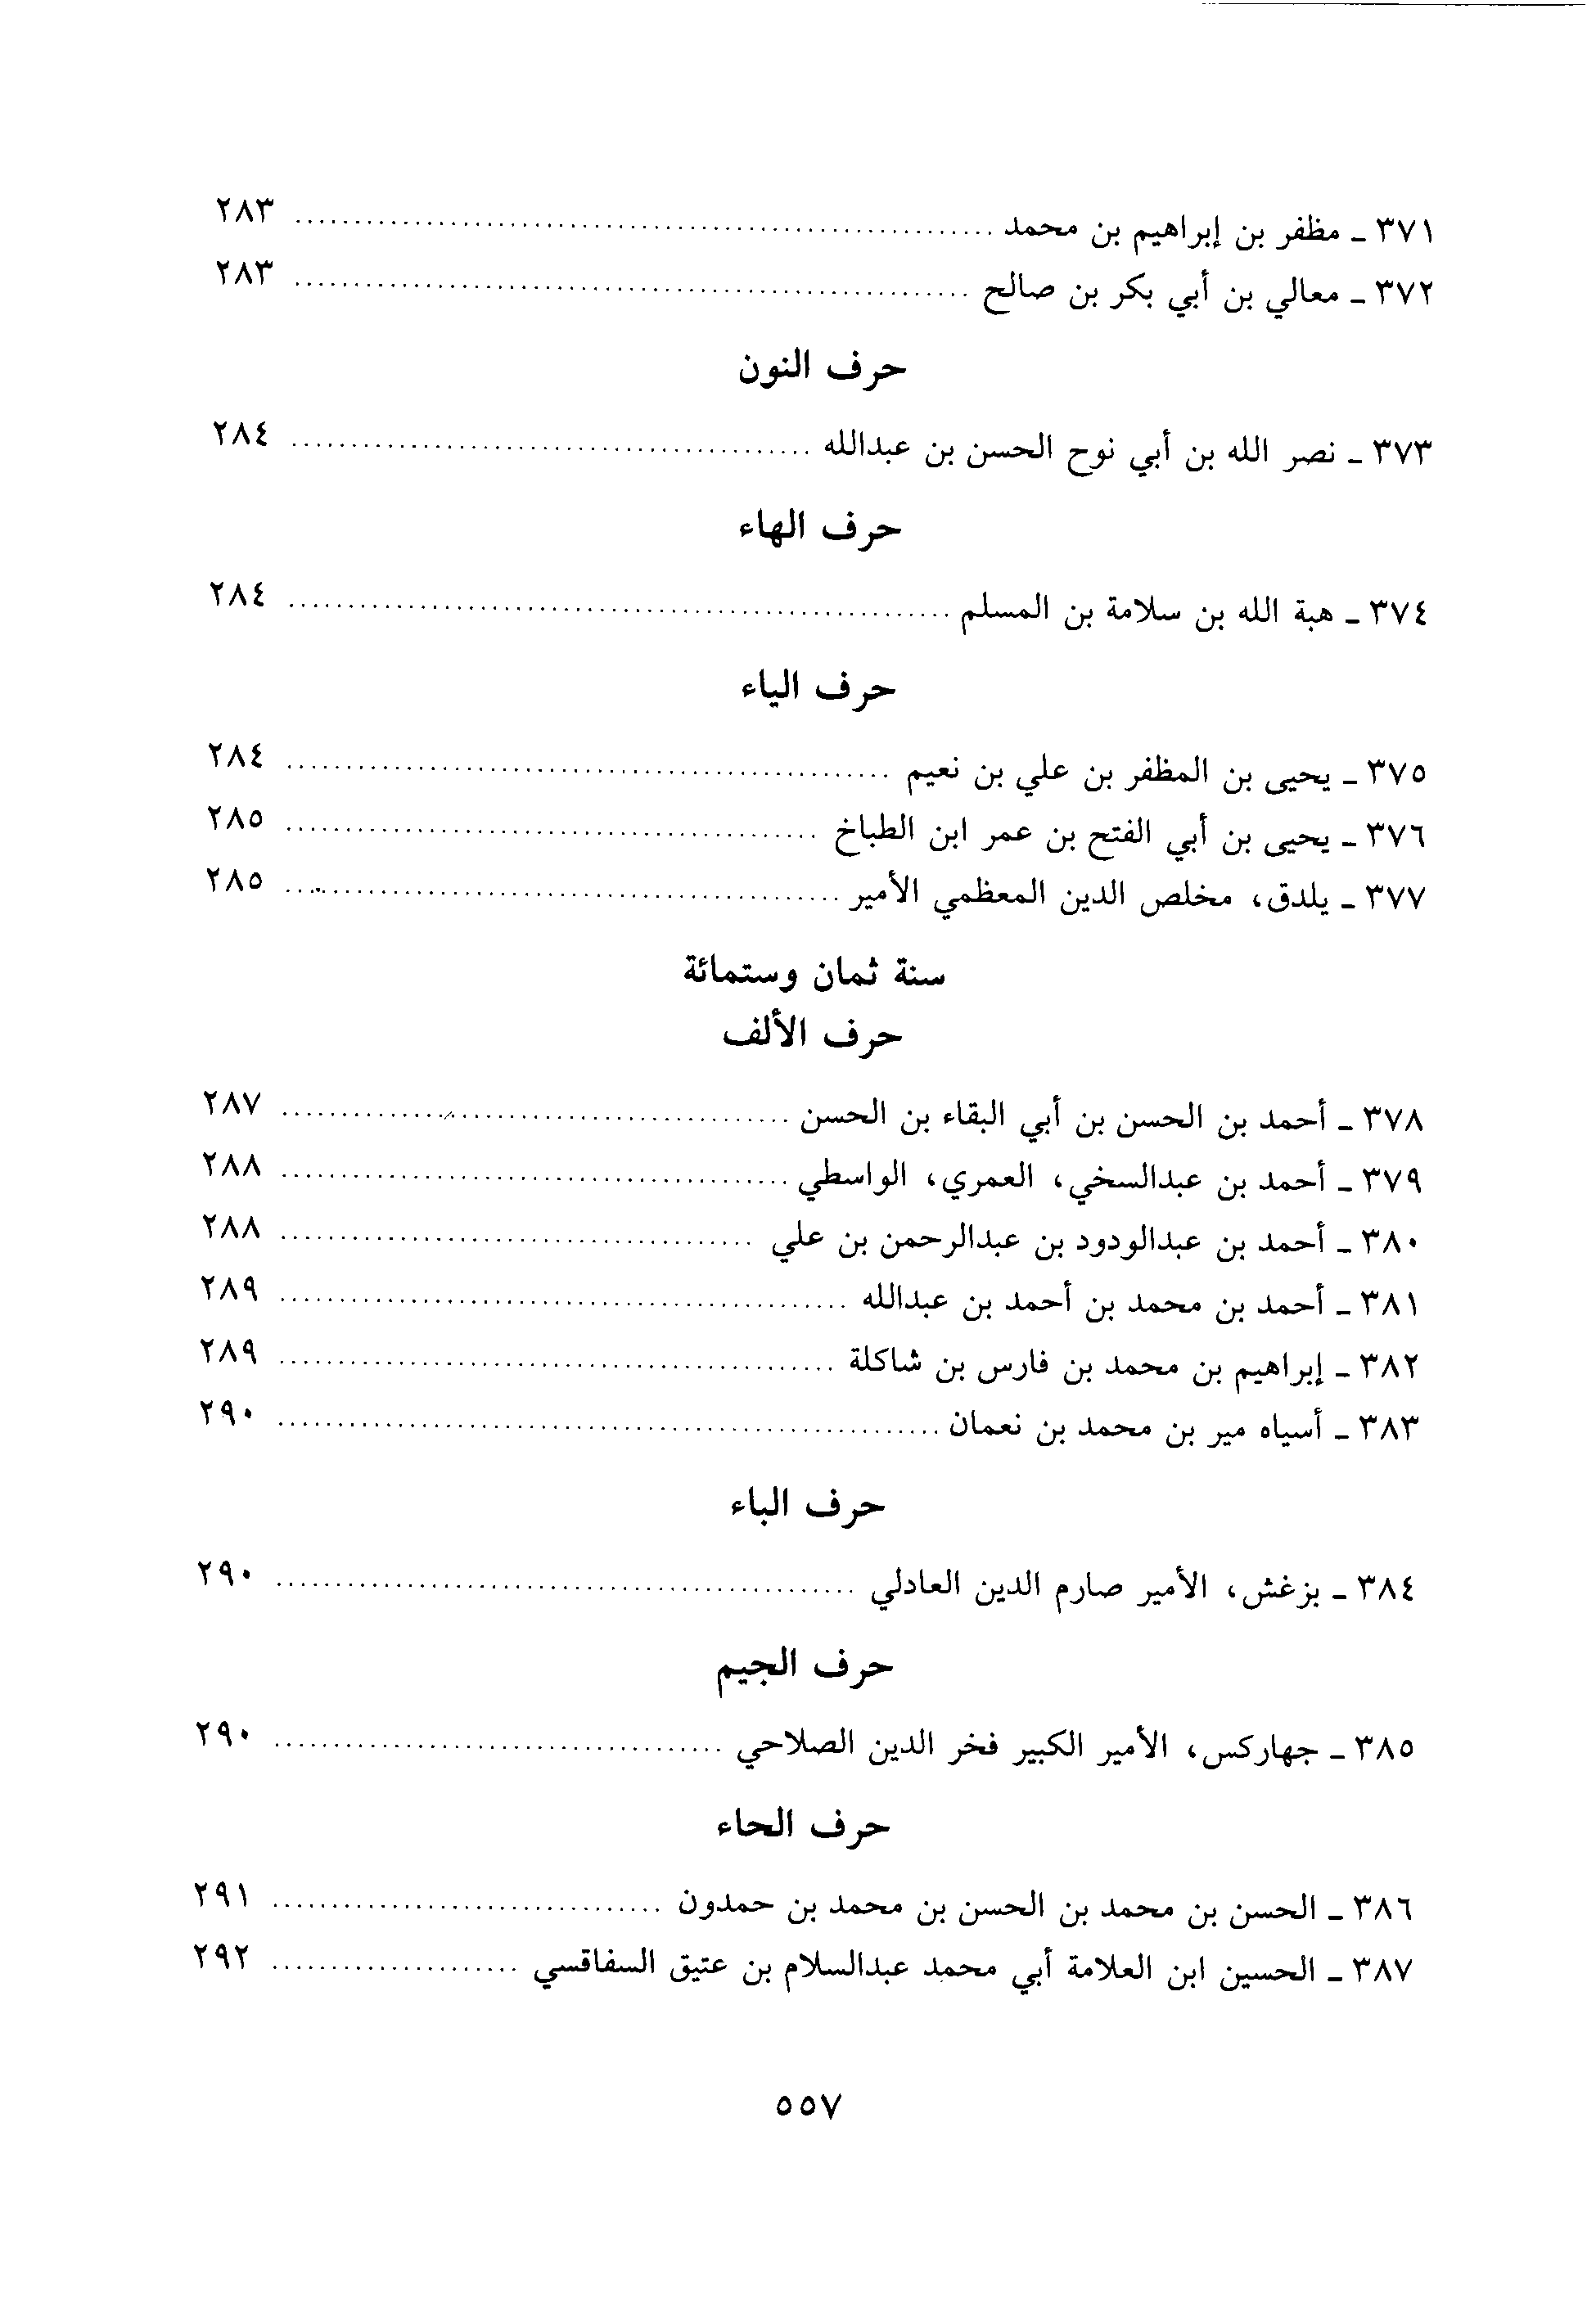 ٣٧١ ـ مظفر بن إبراهيم بن محمد ........ ٢٨٣
٣٧٢ ـ معالي بن أبي بكر بن صالح ........ ٢٨٣
حرف النون
٣٧٣ ـ نصر الله بن أبي نوح الحسن بن عبدالله ........ ٢٨٤
حرف الهاء
٣٧٤ ـ هبة الله بن سلامة بن المسلم ........ ٢٨٤
حرف الياء
٣٧٥ ـ يحيى بن المظفر بن علي بن نعيم ........ ٢٨٤
٣٧٦ ـ يحيى بن أبي الفتح بن عمر ابن الطباخ ........ ٢٨٥
٣٧٧ ـ يلدق، مخلص الدين المعظمي الأمير ........ ٢٨٥
سنة ثمان وستمائة
حرف الألف
٣٧٨ ـ أحمد بن الحسن بن أبي البقاء بن الحسن ........ ٢٨٧
٣٧٩ ـ أحمد بن عبدالسخي، العمري، الواسطي ........ ٢٨٨
٣٨٠ ـ أحمد بن عبدالودود بن عبدالرحمن بن علي ........ ٢٨٨
٣٨١ ـ أحمد بن محمد بن أحمد بن عبدالله ........ ٢٨٩
٣٨٢ ـ إبراهيم بن محمد بن فارس بن شاكلة ........ ٢٨٩
٣٨٣ ـ أسياه مير بن محمد بن نعمان ........ ٢٩٠
حرف الباء
٣٨٤ ـ بزغش، الأمير صارم الدين العادلي ........ ٢٩٠
حرف الجيم
٣٨٥ ـ جهاركس، الأمير الكبير فخر الدين الصلاحي ........ ٢٩٠
حرف الحاء
٣٨٦ ـ الحسن بن محمد بن الحسن بن محمد بن حمدون ........ ٢٩١
٣٨٧ ـ الحسين ابن العلامة أبي محمد عبدالسلام بن عتيق السفاقسي ........ ٢٩٢
٥٥٧